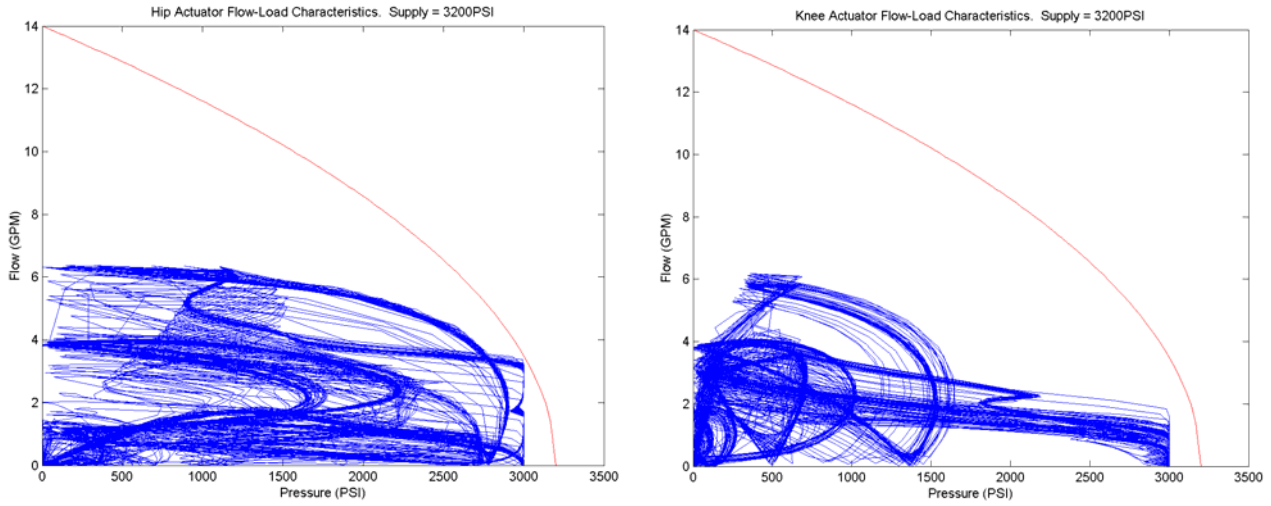 Hip Actuator Flow-Load Characteristics.  Supply = 3200PSI
14
12
10
8
6
4
2
0
Flow (GPM)
0 500 1000 1500 2000 2500 3000 3500
Pressure (PSI)
Knee Actuator Flow-Load Characteristics.  Supply = 3200PSI
14
12
10
8
6
4
2
0
Flow (GPM)
0 500 1000 1500 2000 2500 3000 3500
Pressure (PSI)